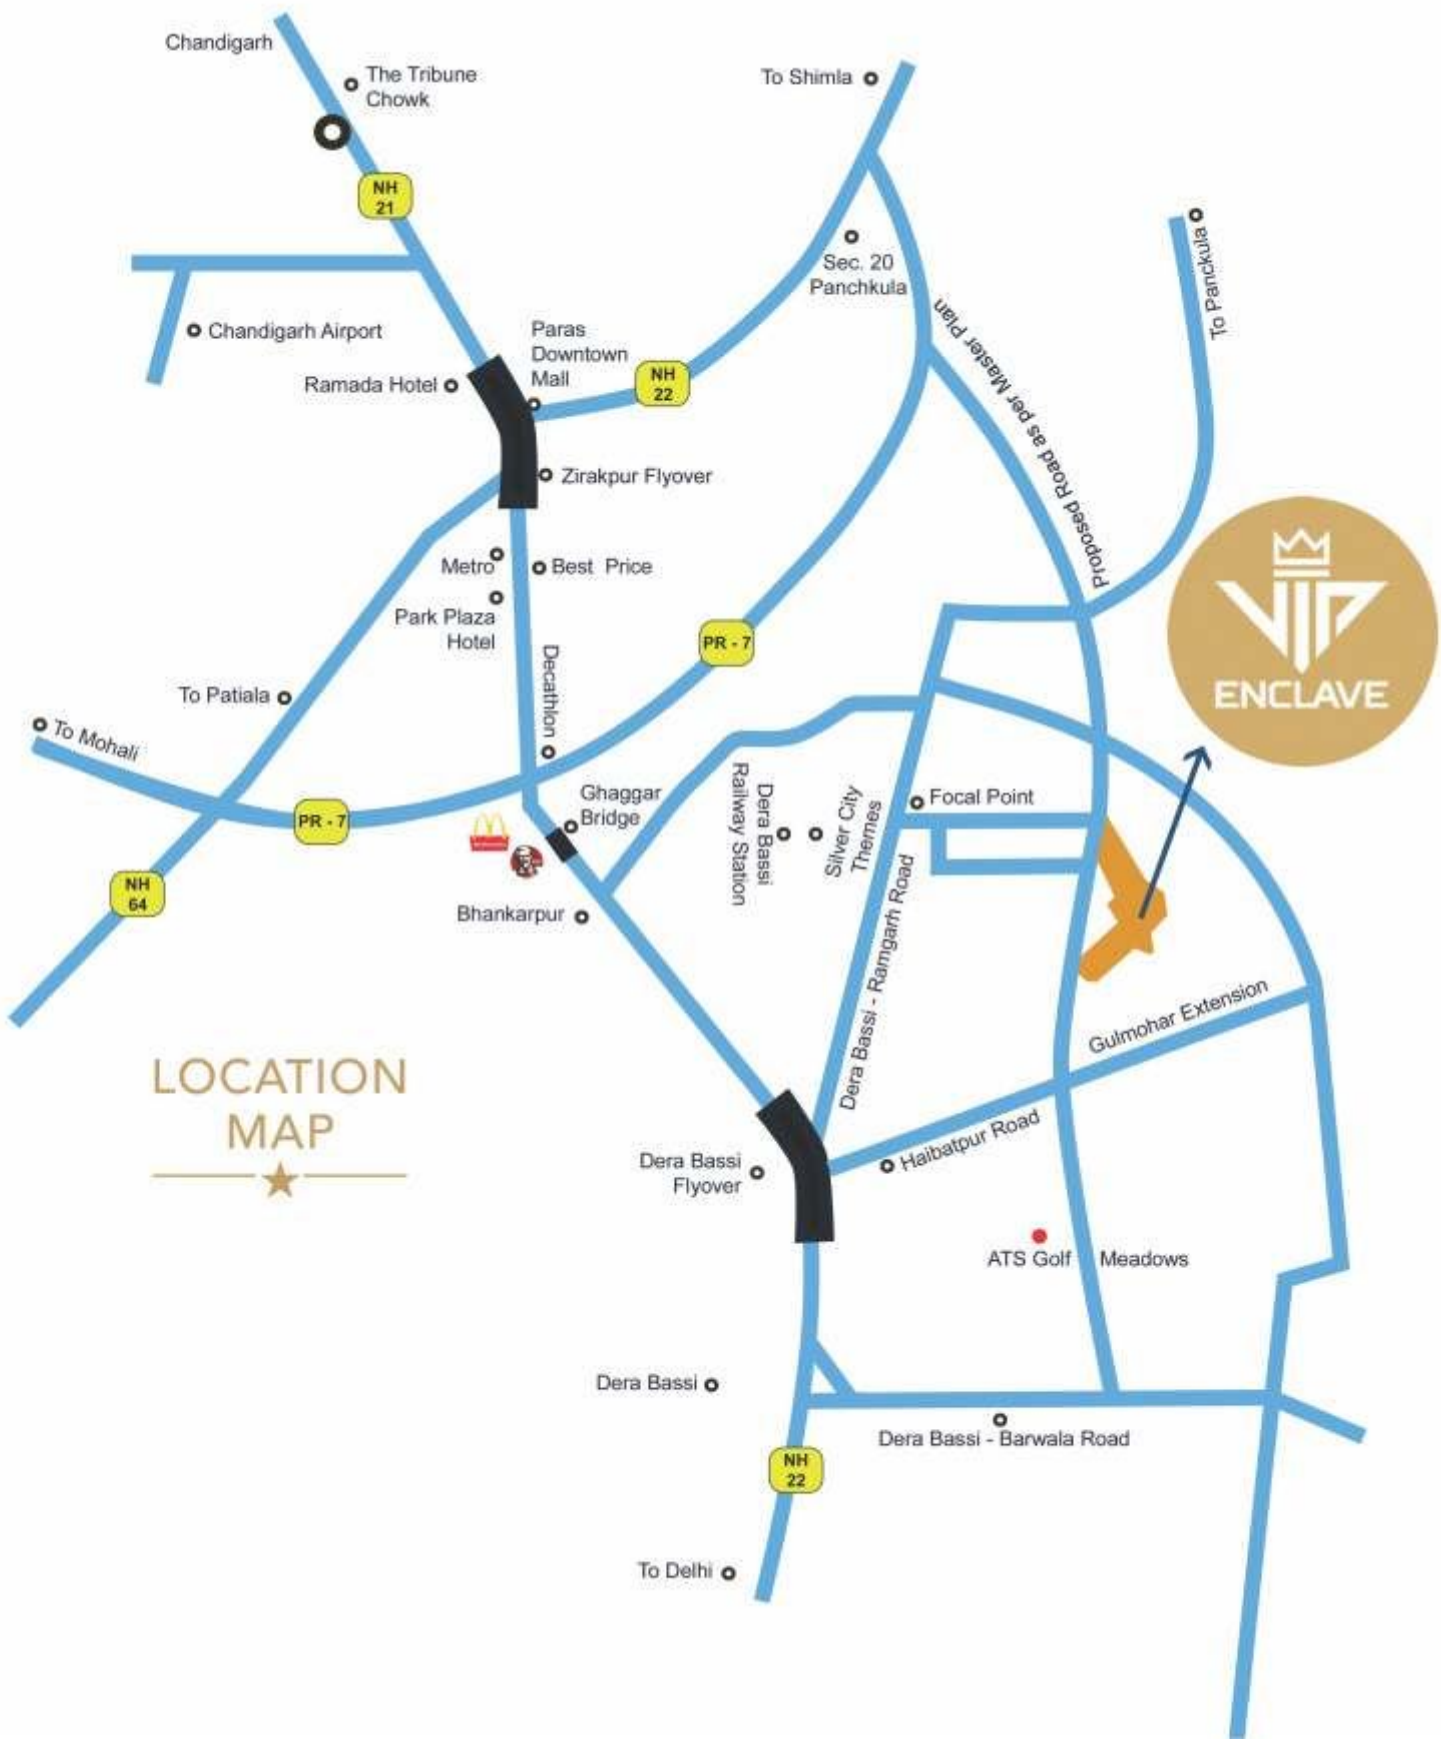 Chandigarh
The Tribune
Chowk
To Shimla
NH
21
Sec. 20
Panchkula
To Panckula
Chandigarh Airport
Paras
Downtown
Mall
Ramada Hotel
NH
22
Proposed Road as per Master Plan
Zirakpur Flyover
Metro
Best Price
Park Plaza
Hotel
Decathlon
PR - 7
VIP
ENCLAVE
To Patiala
To Mohali
PR - 7
Ghaggar
Bridge
McDonald's
KFC
Dera Bassi
Railway Station
Silver City
Themes
Focal Point
NH
64
Bhankarpur
Dera Bassi - Ramgarh Road
Gulmohar Extension
LOCATION
MAP
Haibatpur Road
Dera Bassi
Flyover
ATS Golf Meadows
Dera Bassi
Dera Bassi - Barwala Road
NH
22
To Delhi